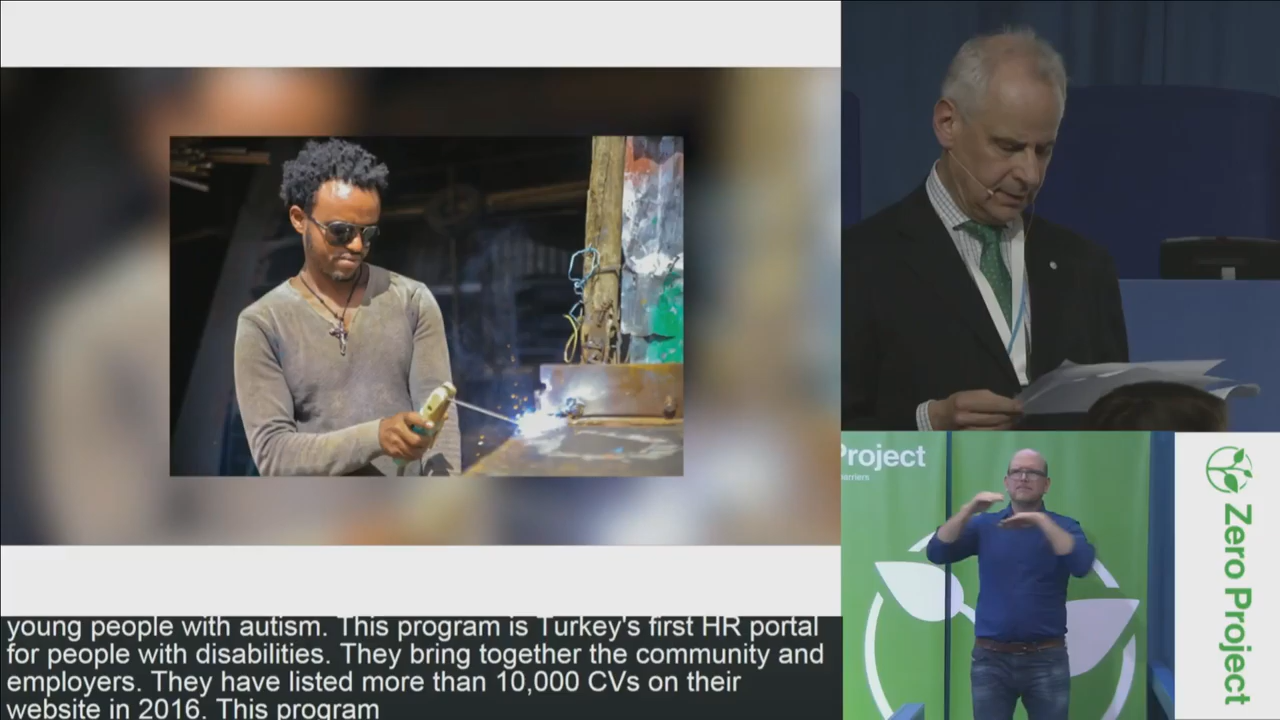 young people with autism. This program is Turkey's first HR portal
for people with disabilities. They bring together the community and
employers. They have listed more than 10,000 CVs on their
website in 2016. This program
Project
barriers
Zero Project